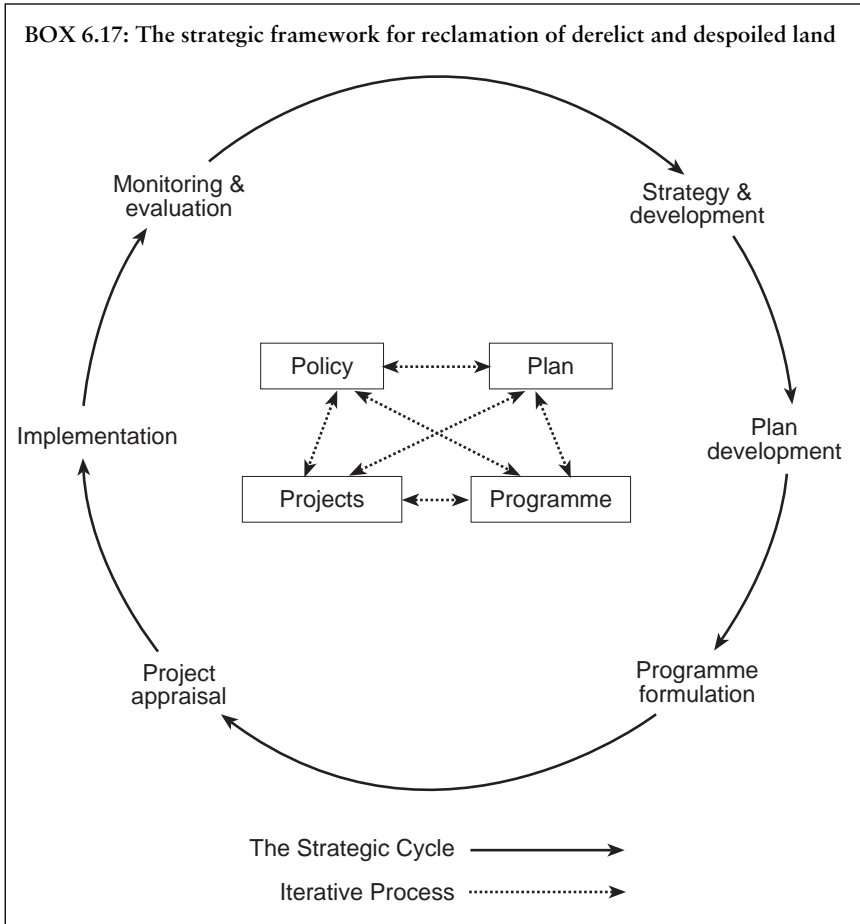 BOX 6.17: The strategic framework for reclamation of derelict and despoiled land
Monitoring &
evaluation
Strategy &
development
Policy
Plan
Implementation
Plan
development
Projects
Programme
Project
appraisal
Programme
formulation
The Strategic Cycle
Iterative Process